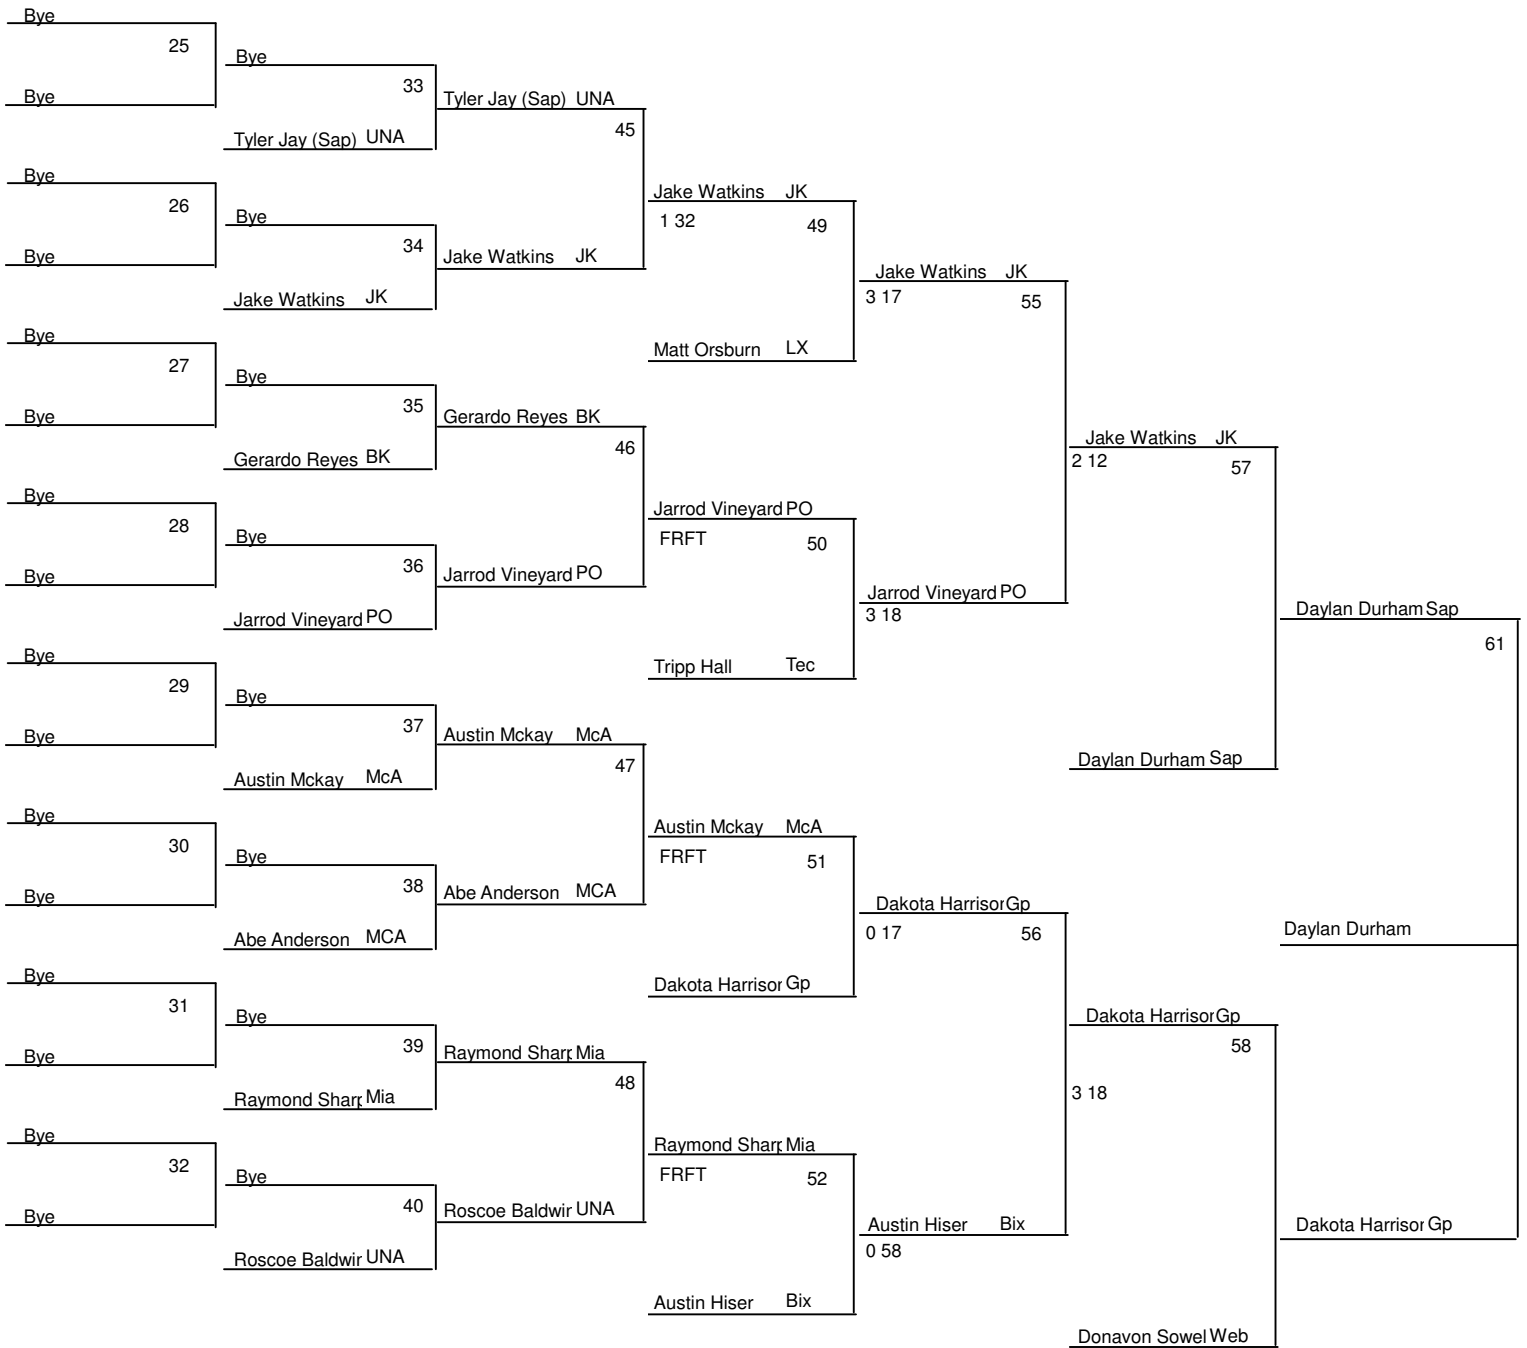 Bye
25
Bye
Bye
33
Tyler Jay (Sap) UNA
Bye
Tyler Jay (Sap) UNA
45
Bye
Jake Watkins JK
26
Bye
1 32
49
34
Jake Watkins JK
Bye
Jake Watkins JK
3 17
55
Jake Watkins JK
Bye
Matt Orsburn LX
27
Bye
35
Gerardo Reyes BK
Bye
Jake Watkins JK
46
Gerardo Reyes BK
2 12
57
Bye
Jarrod Vineyard PO
28
Bye
FRFT
50
36
Jarrod Vineyard PO
Bye
Jarrod Vineyard PO
Daylan Durham Sap
3 18
Jarrod Vineyard PO
61
Bye
Tripp Hall Tec
29
Bye
37
Austin Mckay McA
Bye
Daylan Durham Sap
47
Austin Mckay McA
Bye
Austin Mckay McA
30
Bye
FRFT
51
38
Abe Anderson MCA
Bye
Dakota Harrisor Gp
Daylan Durham
0 17
56
Abe Anderson MCA
Bye
Dakota Harrisor Gp
31
Bye
Dakota Harrisor Gp
39
Raymond Sharp Mia
58
Bye
48
3 18
Raymond Sharp Mia
Bye
Raymond Sharp Mia
32
Bye
FRFT
52
40
Roscoe Baldwir UNA
Bye
Austin Hiser Bix
Dakota Harrisor Gp
0 58
Roscoe Baldwir UNA
Austin Hiser Bix
Donavon Sowel Web